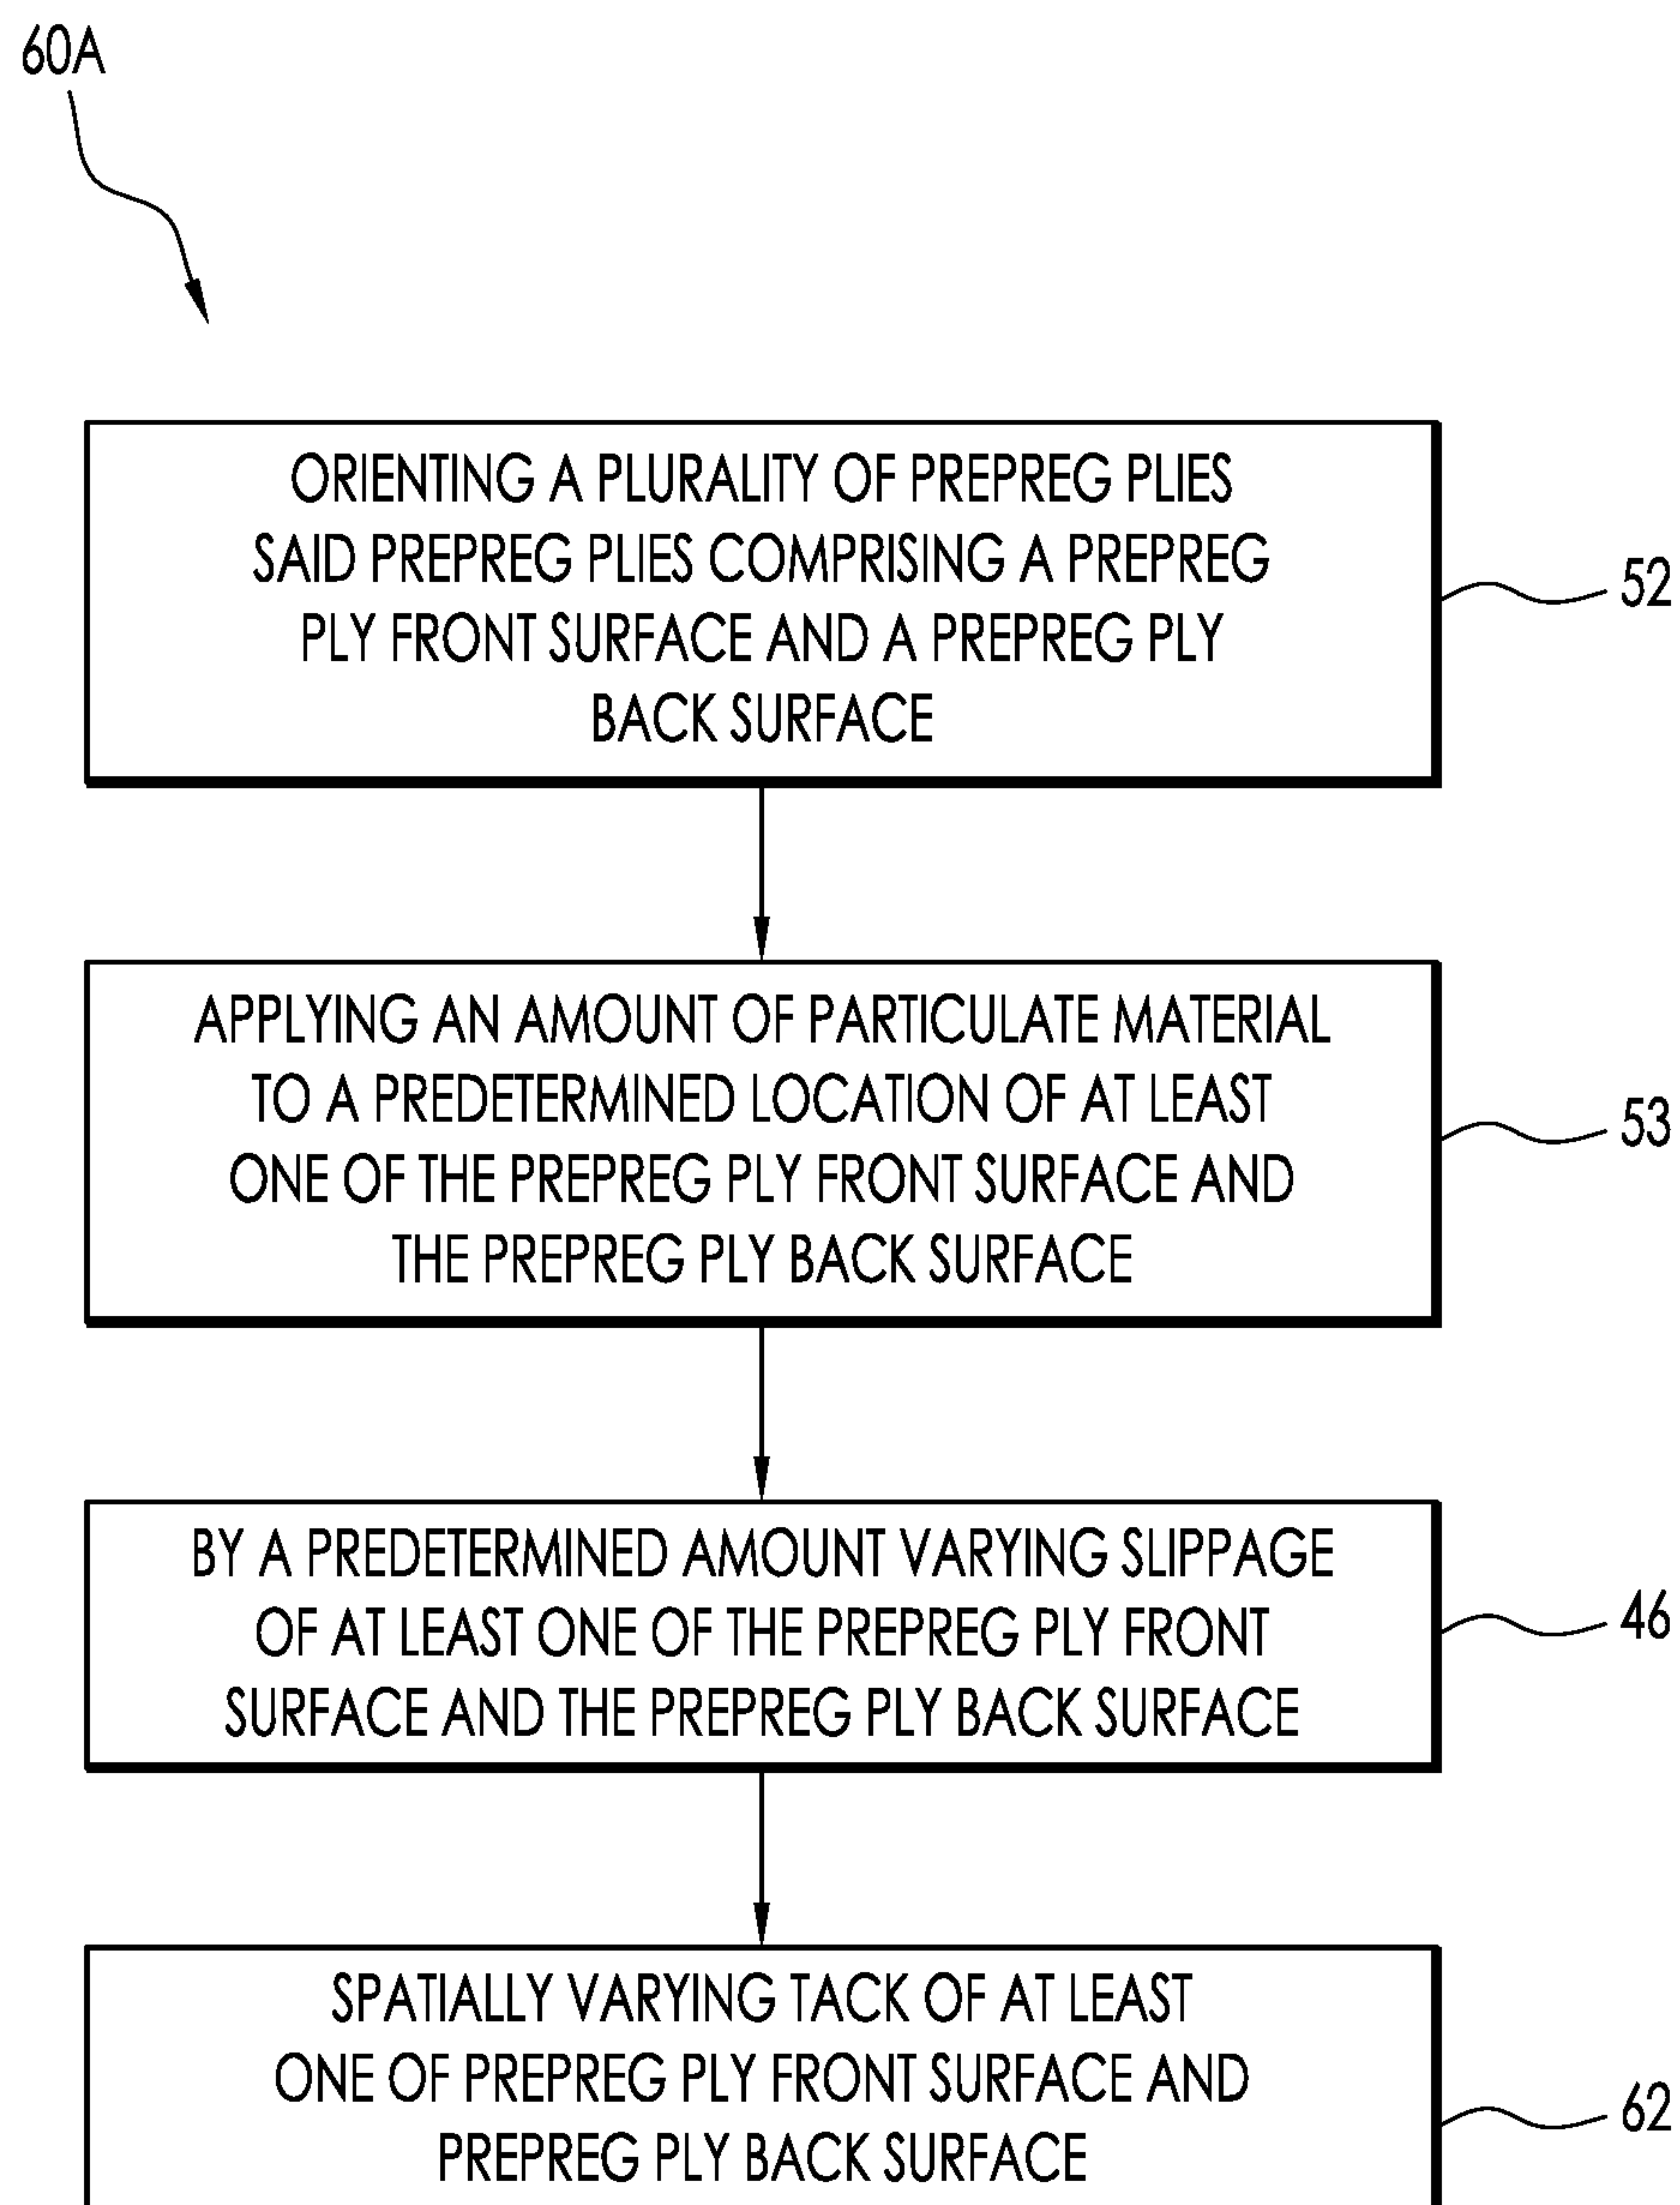 60A
ORIENTING A PLURALITY OF PREPREG PLIES
SAID PREPREG PLIES COMPRISING A PREPREG
PLY FRONT SURFACE AND A PREPREG PLY
BACK SURFACE
52
APPLYING AN AMOUNT OF PARTICULATE MATERIAL
TO A PREDETERMINED LOCATION OF AT LEAST
ONE OF THE PREPREG PLY FRONT SURFACE AND
THE PREPREG PLY BACK SURFACE
53
BY A PREDETERMINED AMOUNT VARYING SLIPPAGE
OF AT LEAST ONE OF THE PREPREG PLY FRONT
SURFACE AND THE PREPREG PLY BACK SURFACE
46
SPATIALLY VARYING TACK OF AT LEAST
ONE OF PREPREG PLY FRONT SURFACE AND
PREPREG PLY BACK SURFACE
62